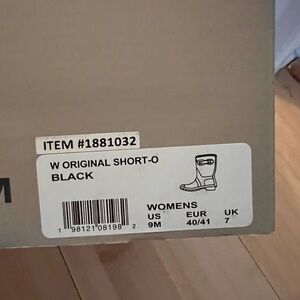 ITEM #1881032
W ORIGINAL SHORT-O
BLACK
M
WOMENS
US EUR UK
9M 40/41 7
1 98121 08198 2